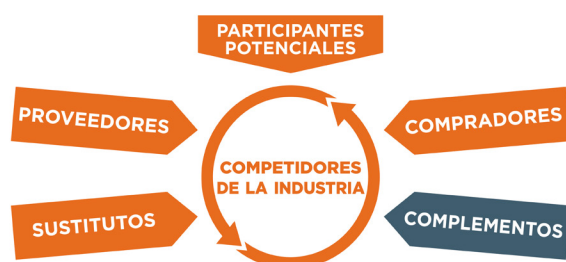 PARTICIPANTES
POTENCIALES
PROVEEDORES
COMPRADORES
COMPETIDORES
DE LA INDUSTRIA
SUSTITUTOS
COMPLEMENTOS